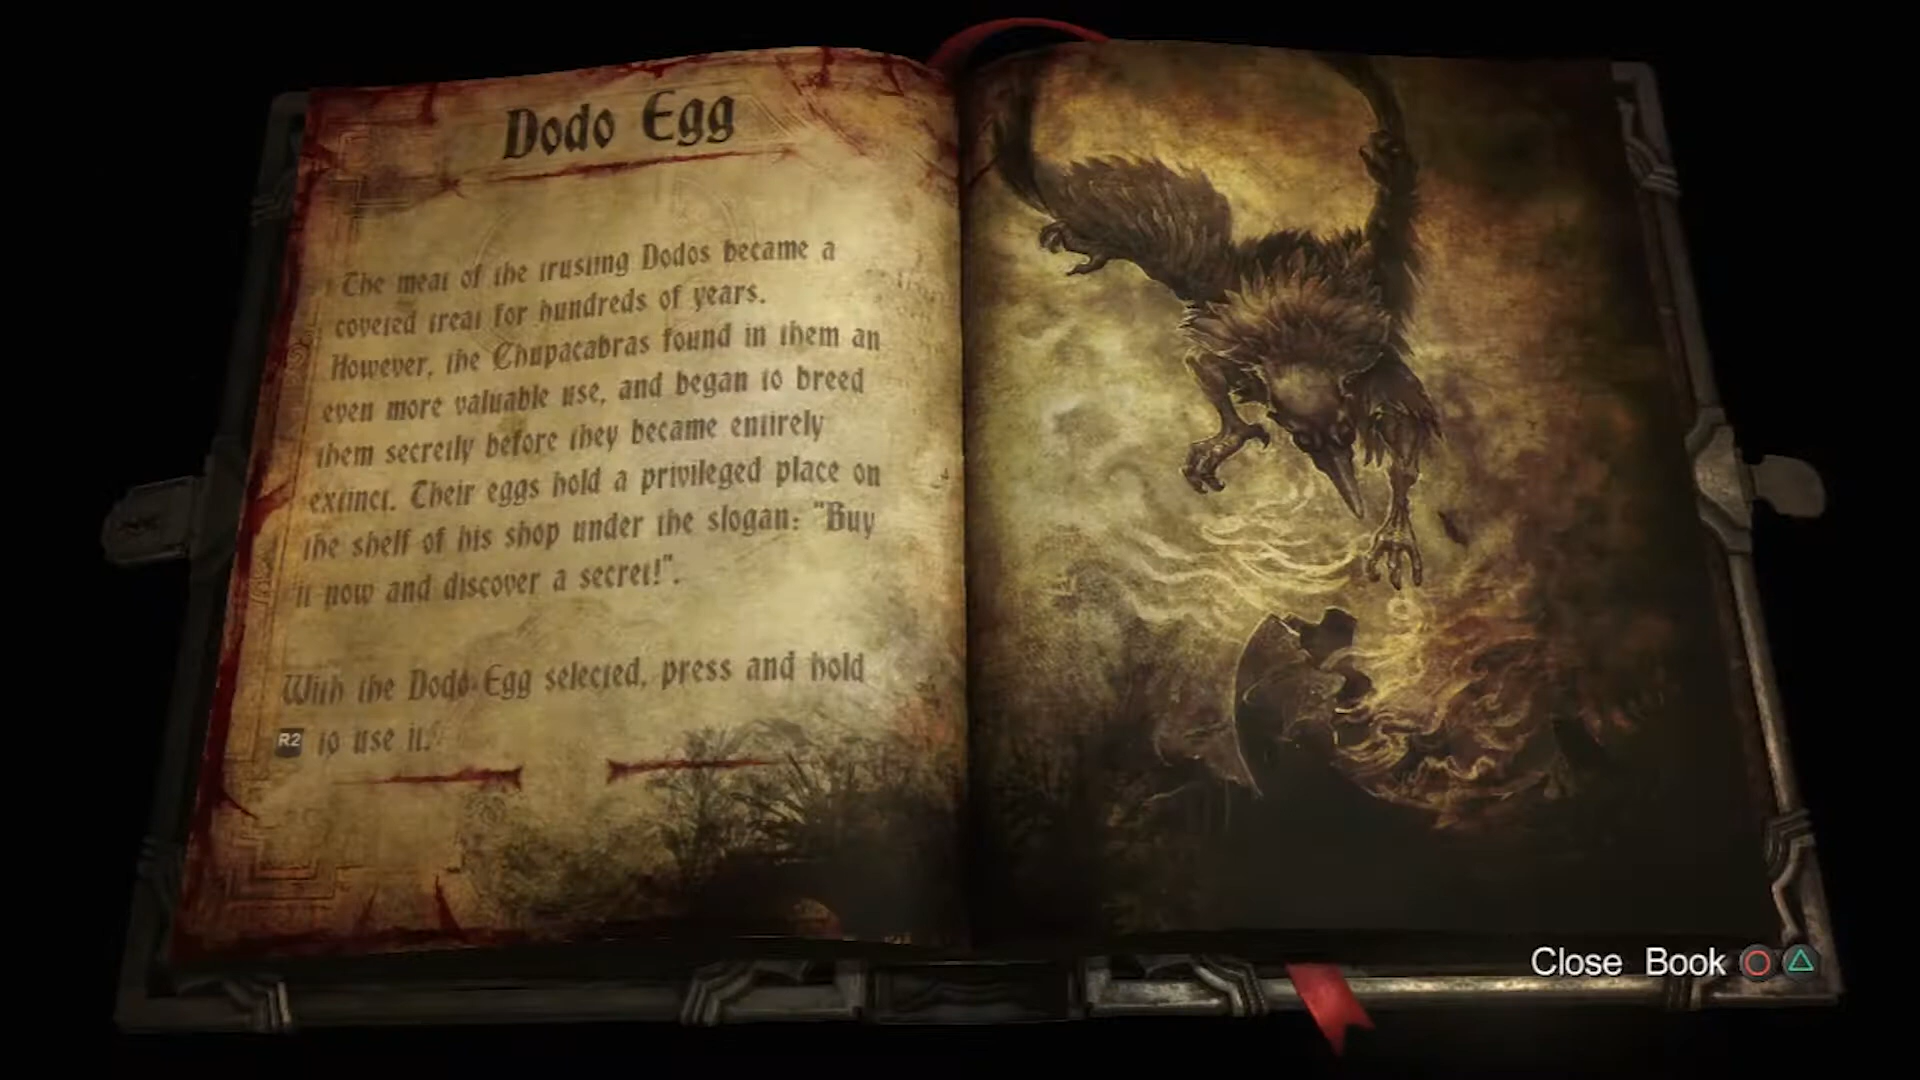 Dodo Egg
The meat of the trusting Dodos became a
coveted treat for hundreds of years.
However, the Chupacabras found in them an
even more valuable use, and began to breed
them secretly before they became entirely
extinct. Their eggs hold a privileged place on
the shelf of his shop under the slogan: "Buy
it now and discover a secret!".
With the Dodo Egg selected, press and hold
R2 to use it.
Close Book